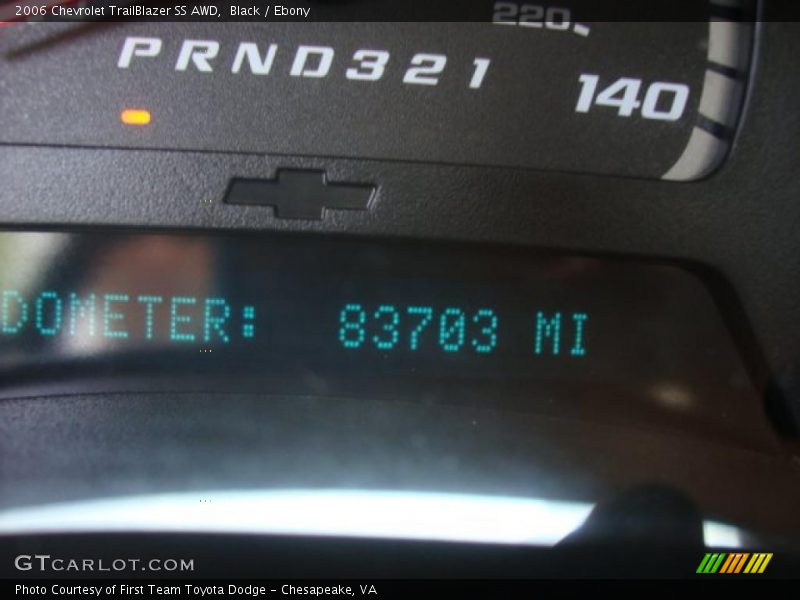 2006 Chevrolet TrailBlazer SS AWD, Black / Ebony
220
PRND321
140
DOMETER: 83703 MI
GTCARLOT.COM
Photo Courtesy of First Team Toyota Dodge - Chesapeake, VA